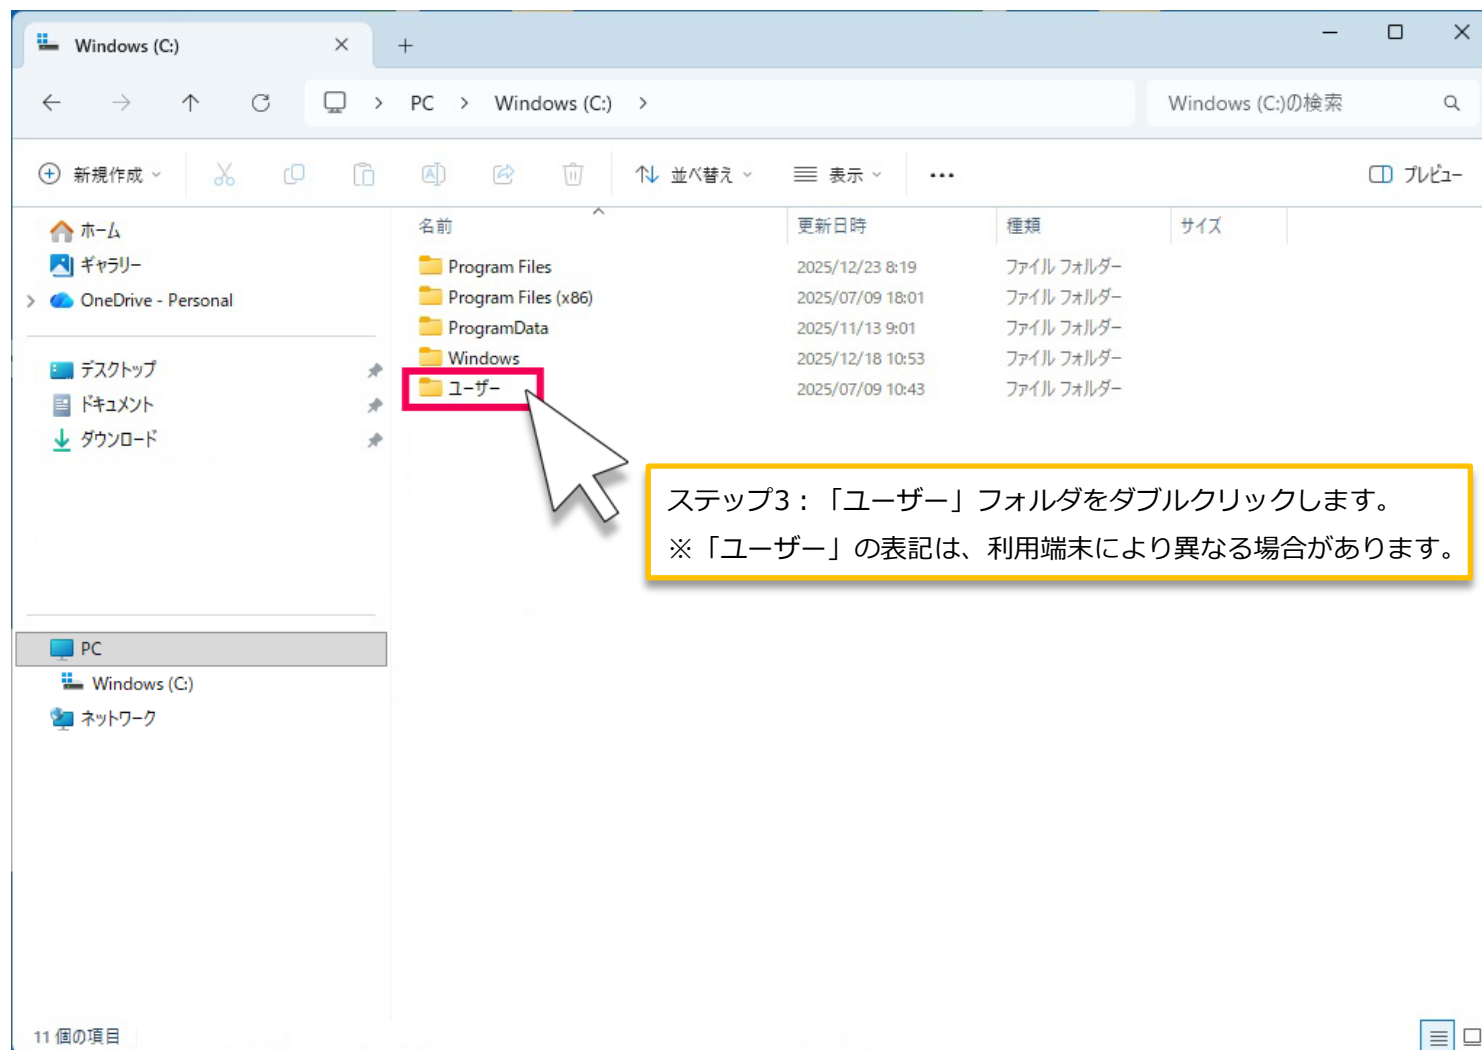 Windows (C:)
PC > Windows (C:) >
Windows (C:)の検索
新規作成
並べ替え
表示
プレビュー
ホーム
ギャラリー
OneDrive - Personal
デスクトップ
ドキュメント
ダウンロード
PC
Windows (C:)
ネットワーク
名前 更新日時 種類 サイズ
Program Files 2025/12/23 8:19 ファイル フォルダー
Program Files (x86) 2025/07/09 18:01 ファイル フォルダー
ProgramData 2025/11/13 9:01 ファイル フォルダー
Windows 2025/12/18 10:53 ファイル フォルダー
ユーザー 2025/07/09 10:43 ファイル フォルダー
ステップ3：「ユーザー」フォルダをダブルクリックします。
※「ユーザー」の表記は、利用端末により異なる場合があります。
11 個の項目